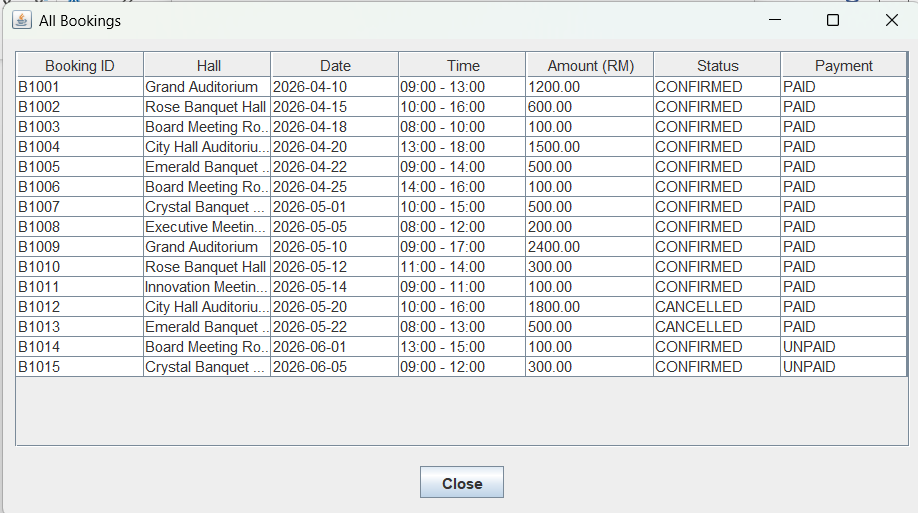 All Bookings
Booking ID Hall Date Time Amount (RM) Status Payment
B1001 Grand Auditorium 2026-04-10 09:00 - 13:00 1200.00 CONFIRMED PAID
B1002 Rose Banquet Hall 2026-04-15 10:00 - 16:00 600.00 CONFIRMED PAID
B1003 Board Meeting Ro... 2026-04-18 08:00 - 10:00 100.00 CONFIRMED PAID
B1004 City Hall Auditoriu... 2026-04-20 13:00 - 18:00 1500.00 CONFIRMED PAID
B1005 Emerald Banquet ... 2026-04-22 09:00 - 14:00 500.00 CONFIRMED PAID
B1006 Board Meeting Ro... 2026-04-25 14:00 - 16:00 100.00 CONFIRMED PAID
B1007 Crystal Banquet ... 2026-05-01 10:00 - 15:00 500.00 CONFIRMED PAID
B1008 Executive Meetin... 2026-05-05 08:00 - 12:00 200.00 CONFIRMED PAID
B1009 Grand Auditorium 2026-05-10 09:00 - 17:00 2400.00 CONFIRMED PAID
B1010 Rose Banquet Hall 2026-05-12 11:00 - 14:00 300.00 CONFIRMED PAID
B1011 Innovation Meetin... 2026-05-14 09:00 - 11:00 100.00 CONFIRMED PAID
B1012 City Hall Auditoriu... 2026-05-20 10:00 - 16:00 1800.00 CANCELLED PAID
B1013 Emerald Banquet ... 2026-05-22 08:00 - 13:00 500.00 CANCELLED PAID
B1014 Board Meeting Ro... 2026-06-01 13:00 - 15:00 100.00 CONFIRMED UNPAID
B1015 Crystal Banquet ... 2026-06-05 09:00 - 12:00 300.00 CONFIRMED UNPAID
Close